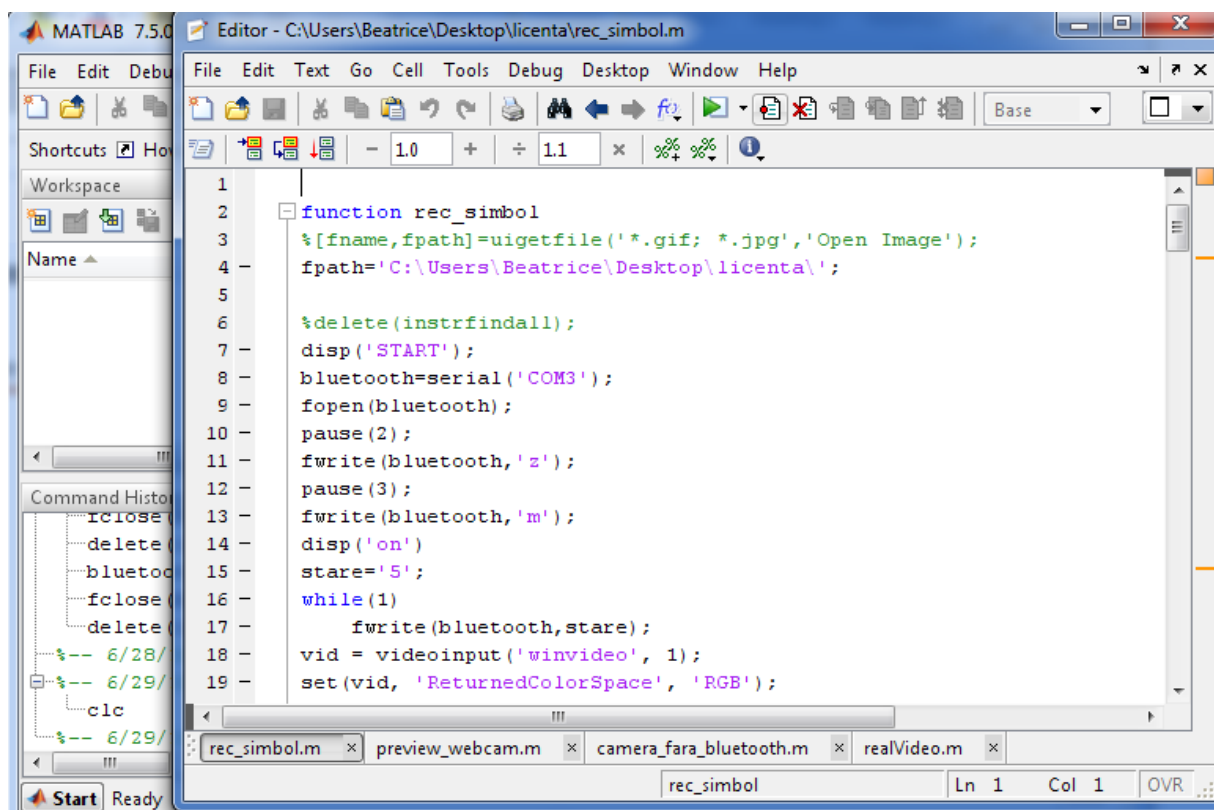 MATLAB 7.5.0
Editor - C:\Users\Beatrice\Desktop\licenta\rec_simbol.m
File Edit Debu
File Edit Text Go Cell Tools Debug Desktop Window Help
Base
Shortcuts How
1.0
1.1
Workspace
Name
1
2 function rec_simbol
3 %[fname,fpath]=uigetfile('*.gif; *.jpg','Open Image');
4 fpath='C:\Users\Beatrice\Desktop\licenta\';
5
6 %delete(instrfindall);
7 disp('START');
8 bluetooth=serial('COM3');
9 fopen(bluetooth);
10 pause(2);
11 fwrite(bluetooth,'z');
12 pause(3);
13 fwrite(bluetooth,'m');
14 disp('on')
15 stare='5';
16 while(1)
17 fwrite(bluetooth,stare);
18 vid = videoinput('winvideo', 1);
19 set(vid, 'ReturnedColorSpace', 'RGB');
Command Histo
fclose(
delete(
bluetoo
fclose(
delete(
%-- 6/28/
%-- 6/29/
clc
%-- 6/29/
rec_simbol.m preview_webcam.m camera_fara_bluetooth.m realVideo.m
rec_simbol Ln 1 Col 1 OVR
Start Ready